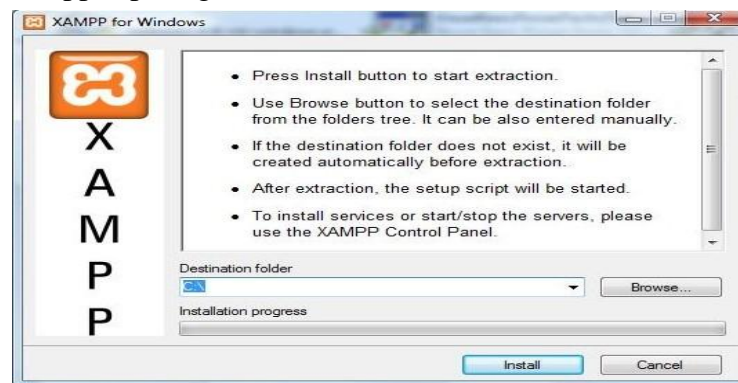 XAMPP for Windows
X
A
M
P
P
• Press Install button to start extraction.
• Use Browse button to select the destination folder
from the folders tree. It can be also entered manually.
• If the destination folder does not exist, it will be
created automatically before extraction.
• After extraction, the setup script will be started.
• To install services or start/stop the servers, please
use the XAMPP Control Panel.
Destination folder
C:\
Browse...
Installation progress
Install
Cancel